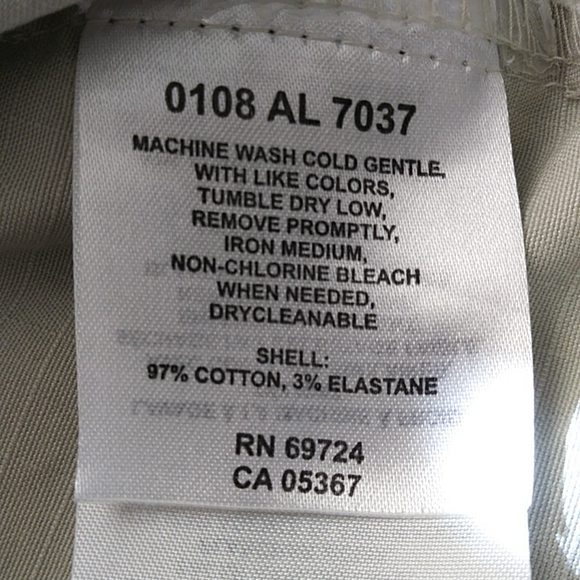 0108 AL 7037
MACHINE WASH COLD GENTLE,
WITH LIKE COLORS,
TUMBLE DRY LOW,
REMOVE PROMPTLY,
IRON MEDIUM,
NON-CHLORINE BLEACH
WHEN NEEDED,
DRYCLEANABLE
SHELL:
97% COTTON, 3% ELASTANE
RN 69724
CA 05367